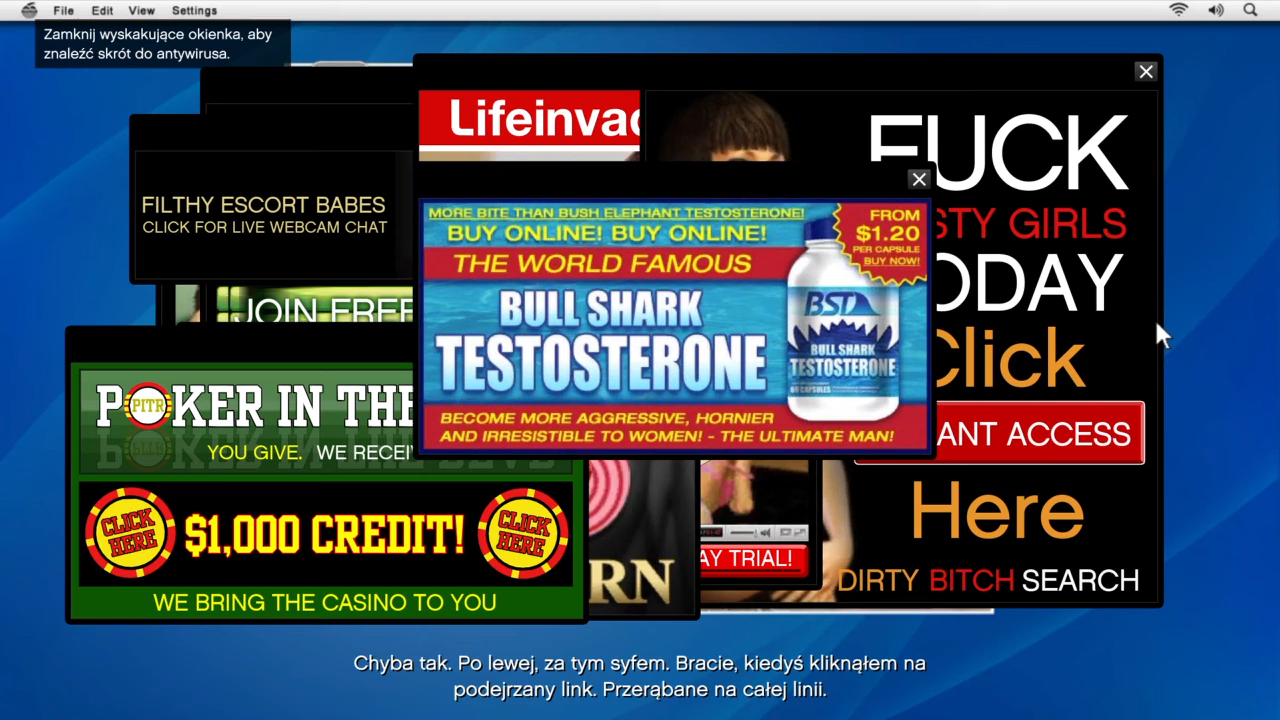 File Edit View Settings
Zamknij wyskakujące okienka, aby
znaleźć skrót do antywirusa.
Lifeinvac
FUCK
STY GIRLS
ODAY
Click
ANT ACCESS
Here
DIRTY BITCH SEARCH
FILTHY ESCORT BABES
CLICK FOR LIVE WEBCAM CHAT
JOIN FREE
MORE BITE THAN BUSH ELEPHANT TESTOSTERONE!
BUY ONLINE! BUY ONLINE!
THE WORLD FAMOUS
BULL SHARK
TESTOSTERONE
BECOME MORE AGGRESSIVE, HORNIER
AND IRRESISTIBLE TO WOMEN! - THE ULTIMATE MAN!
FROM
$1.20
PER CAPSULE
BUY NOW!
BSD
BULL SHARK
TESTOSTERONE
POKER IN THE
PITR
YOU GIVE. WE RECEI
CLICK HERE
$1,000 CREDIT!
CLICK HERE
WE BRING THE CASINO TO YOU
RN
AY TRIAL!
Chyba tak. Po lewej, za tym syfem. Bracie, kiedyś kliknąłem na
podejrzany link. Przerąbane na całej linii.